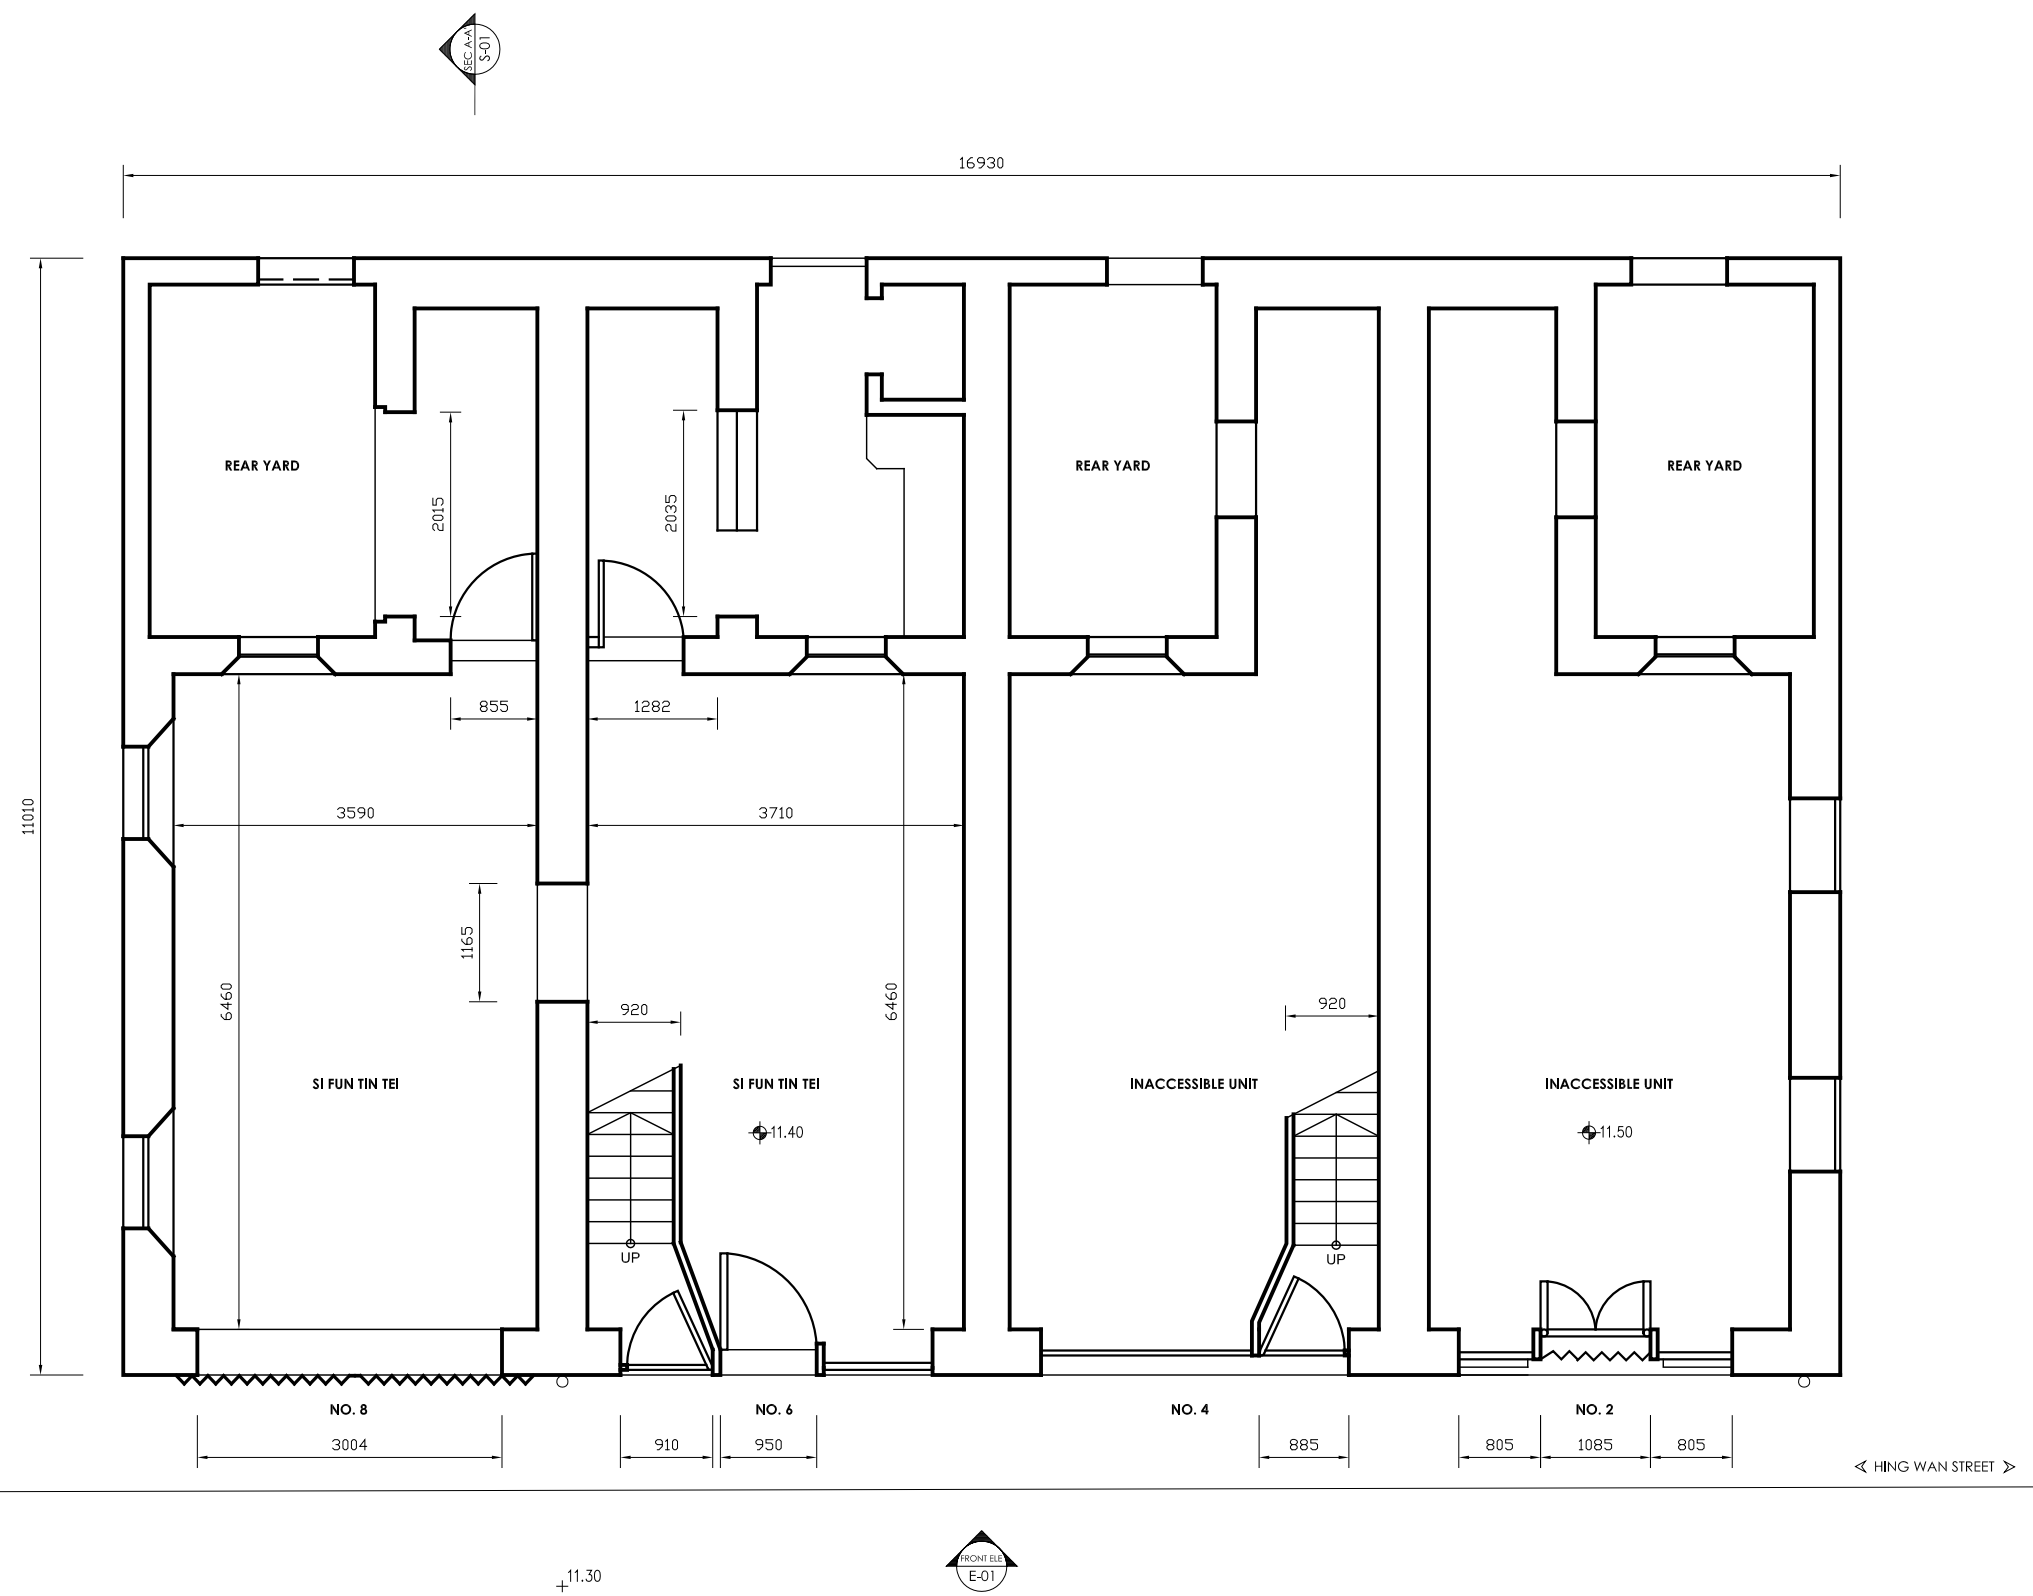 SEC A-A'
S-01
16930
11010
REAR YARD
2015
2035
REAR YARD
REAR YARD
855
1282
3590
3710
1165
6460
920
6460
920
SI FUN TIN TEI
SI FUN TIN TEI
INACCESSIBLE UNIT
INACCESSIBLE UNIT
11.40
11.50
UP
UP
NO. 8
NO. 6
NO. 4
NO. 2
3004
910
950
885
805
1085
805
HING WAN STREET
FRONT ELE
E-01
11.30